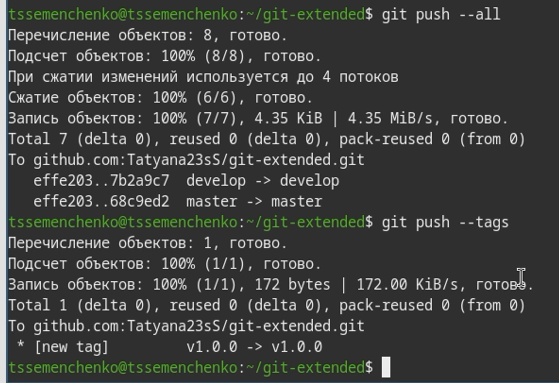 tssemenchenko@tssemenchenko:~/git-extended$ git push --all
Перечисление объектов: 8, готово.
Подсчет объектов: 100% (8/8), готово.
При сжатии изменений используется до 4 потоков
Сжатие объектов: 100% (6/6), готово.
Запись объектов: 100% (7/7), 4.35 KiB | 4.35 MiB/s, готово.
Total 7 (delta 0), reused 0 (delta 0), pack-reused 0 (from 0)
To github.com:Tatyana23sS/git-extended.git
   effe203..7b2a9c7  develop -> develop
   effe203..68c9ed2  master -> master
tssemenchenko@tssemenchenko:~/git-extended$ git push --tags
Перечисление объектов: 1, готово.
Подсчет объектов: 100% (1/1), готово.
Запись объектов: 100% (1/1), 172 bytes | 172.00 KiB/s, готово.
Total 1 (delta 0), reused 0 (delta 0), pack-reused 0 (from 0)
To github.com:Tatyana23sS/git-extended.git
 * [new tag]         v1.0.0 -> v1.0.0
tssemenchenko@tssemenchenko:~/git-extended$